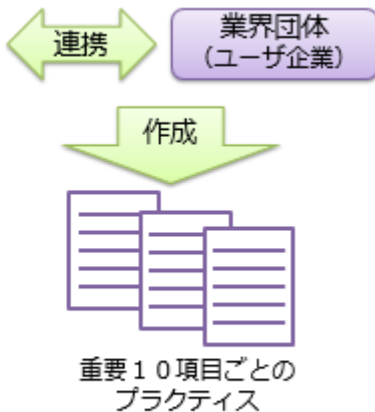 連携
業界団体
（ユーザ企業）
作成
重要１０項目ごとの
プラクティス